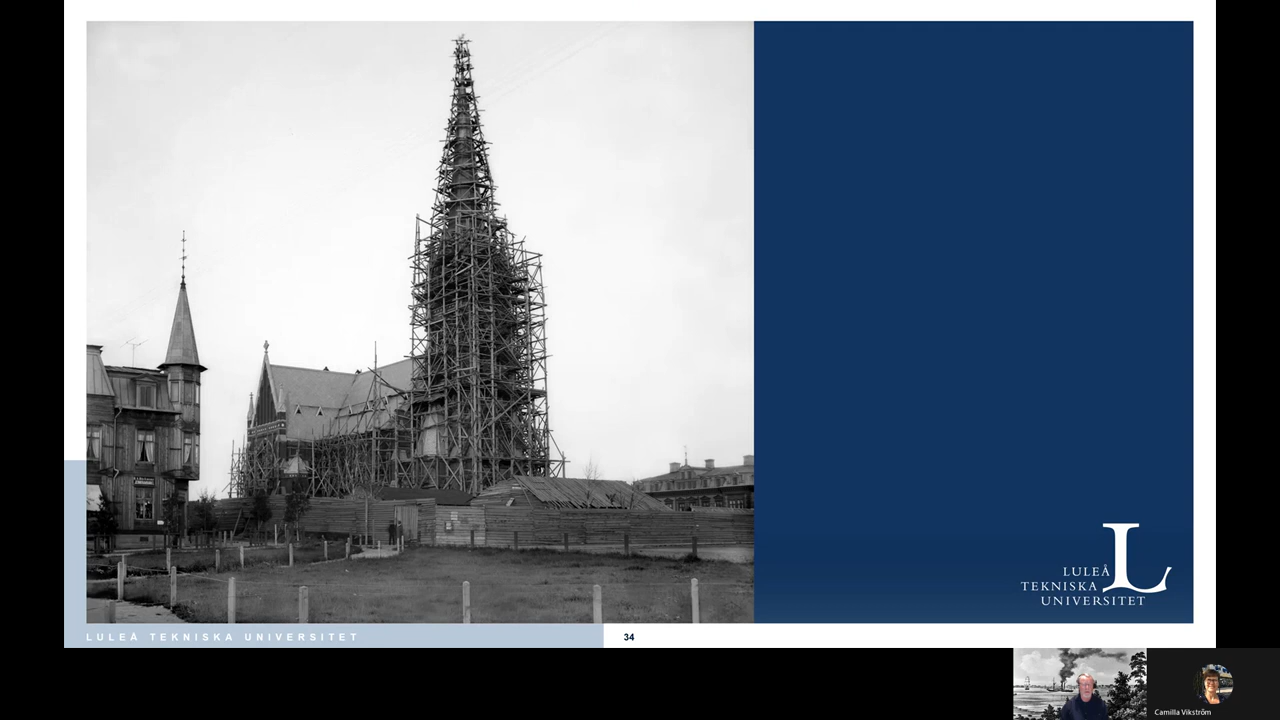 LULEÅ
TEKNISKA
UNIVERSITET
LULEÅ TEKNISKA UNIVERSITET
34
Camilla Vikström